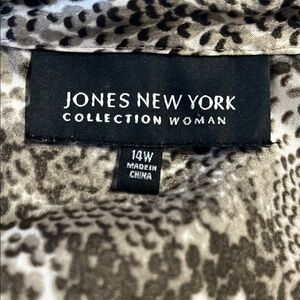 JONES NEW YORK
COLLECTION WOMAN
14W
MADE IN
CHINA